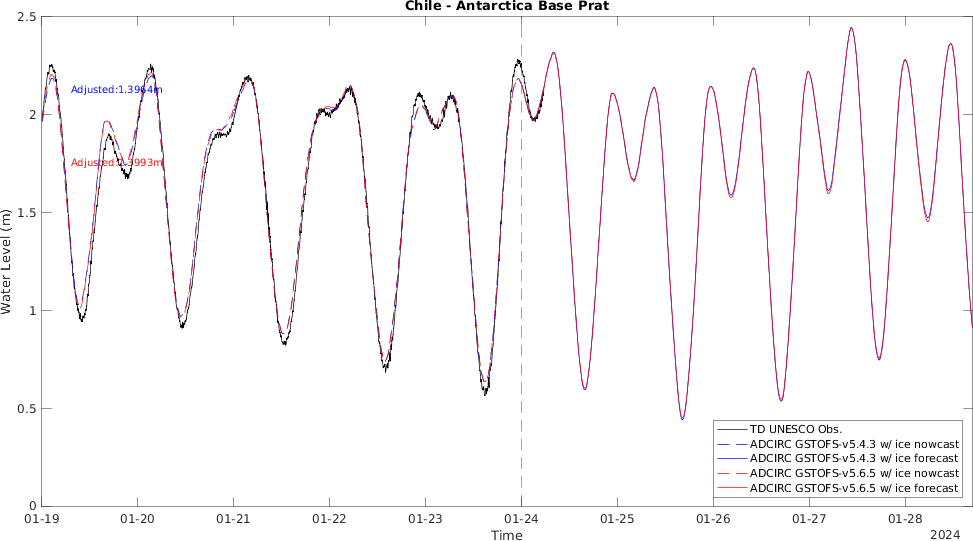 Chile - Antarctica Base Prat
Water Level (m)
2.5
2
1.5
1
0.5
0
Adjusted:1.3964m
Adjusted:1.3993m
TD UNESCO Obs.
ADCIRC GSTOFS-v5.4.3 w/ ice nowcast
ADCIRC GSTOFS-v5.4.3 w/ ice forecast
ADCIRC GSTOFS-v5.6.5 w/ ice nowcast
ADCIRC GSTOFS-v5.6.5 w/ ice forecast
01-19 01-20 01-21 01-22 01-23 01-24 01-25 01-26 01-27 01-28
Time
2024